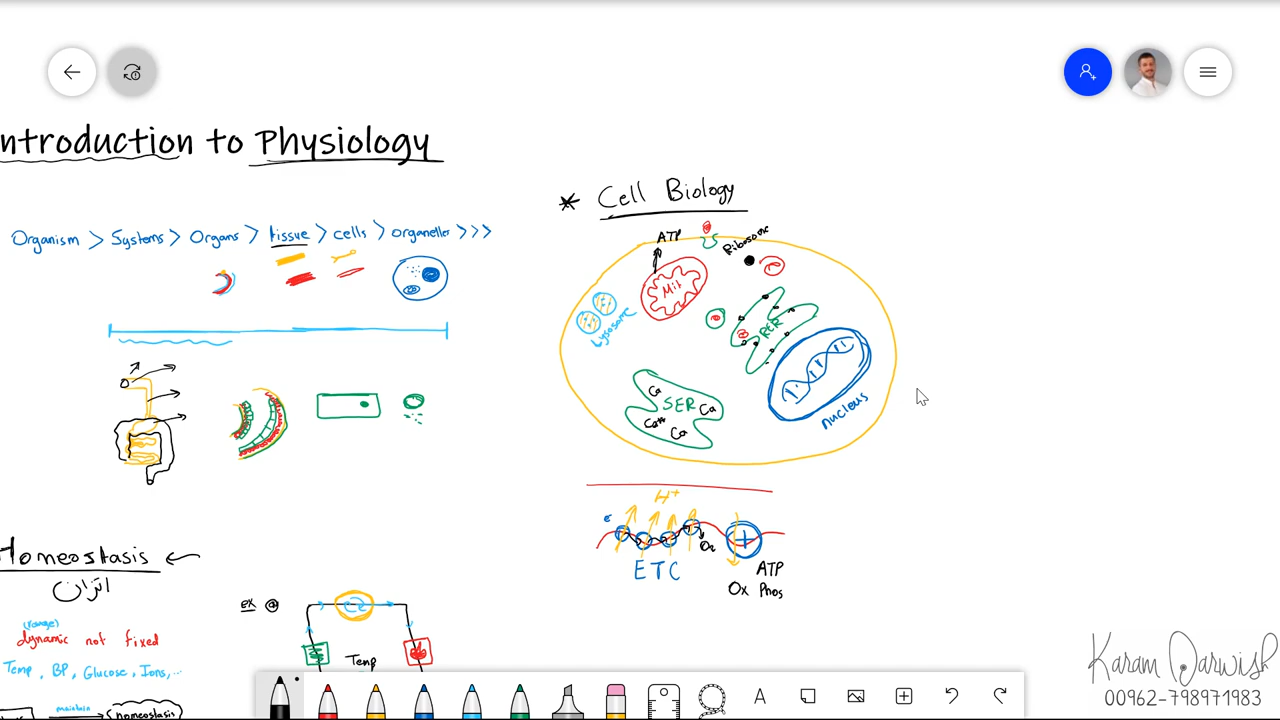 ntroduction to Physiology
Organism > Systems > Organs > tissue > cells > organelles >>>
* Cell Biology
ATP
Ribosome
Mit
Lysosome
RER
SER
Ca
Ca++
Ca
Ca
nucleus
H+
e
O2
ETC
ATP
Ox Phos
Homeostasis ←
اتزان
(range)
dynamic not fixed
Temp, BP, Glucose, Ions, ..
maintain
homeostasis
ex
Temp
Karam Darwish
00962-798971983